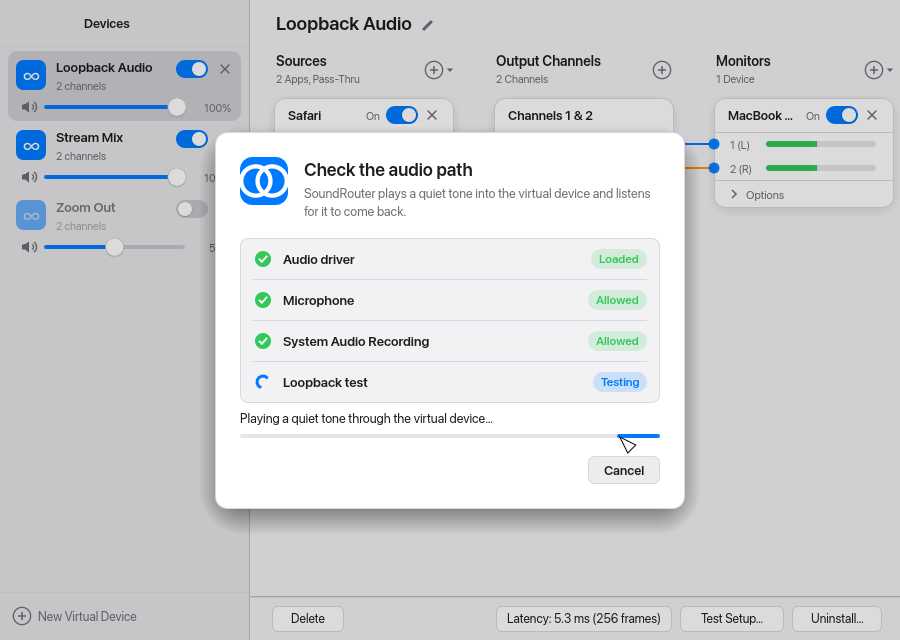 Devices
Loopback Audio
2 channels
100%
Stream Mix
2 channels
10
Zoom Out
2 channels
5
New Virtual Device
Loopback Audio
Sources
2 Apps, Pass-Thru
Output Channels
2 Channels
Monitors
1 Device
Safari
On
Channels 1 & 2
MacBook ...
On
1 (L)
2 (R)
Options
Check the audio path
SoundRouter plays a quiet tone into the virtual device and listens
for it to come back.
Audio driver
Loaded
Microphone
Allowed
System Audio Recording
Allowed
Loopback test
Testing
Playing a quiet tone through the virtual device...
Cancel
Delete
Latency: 5.3 ms (256 frames)
Test Setup...
Uninstall...